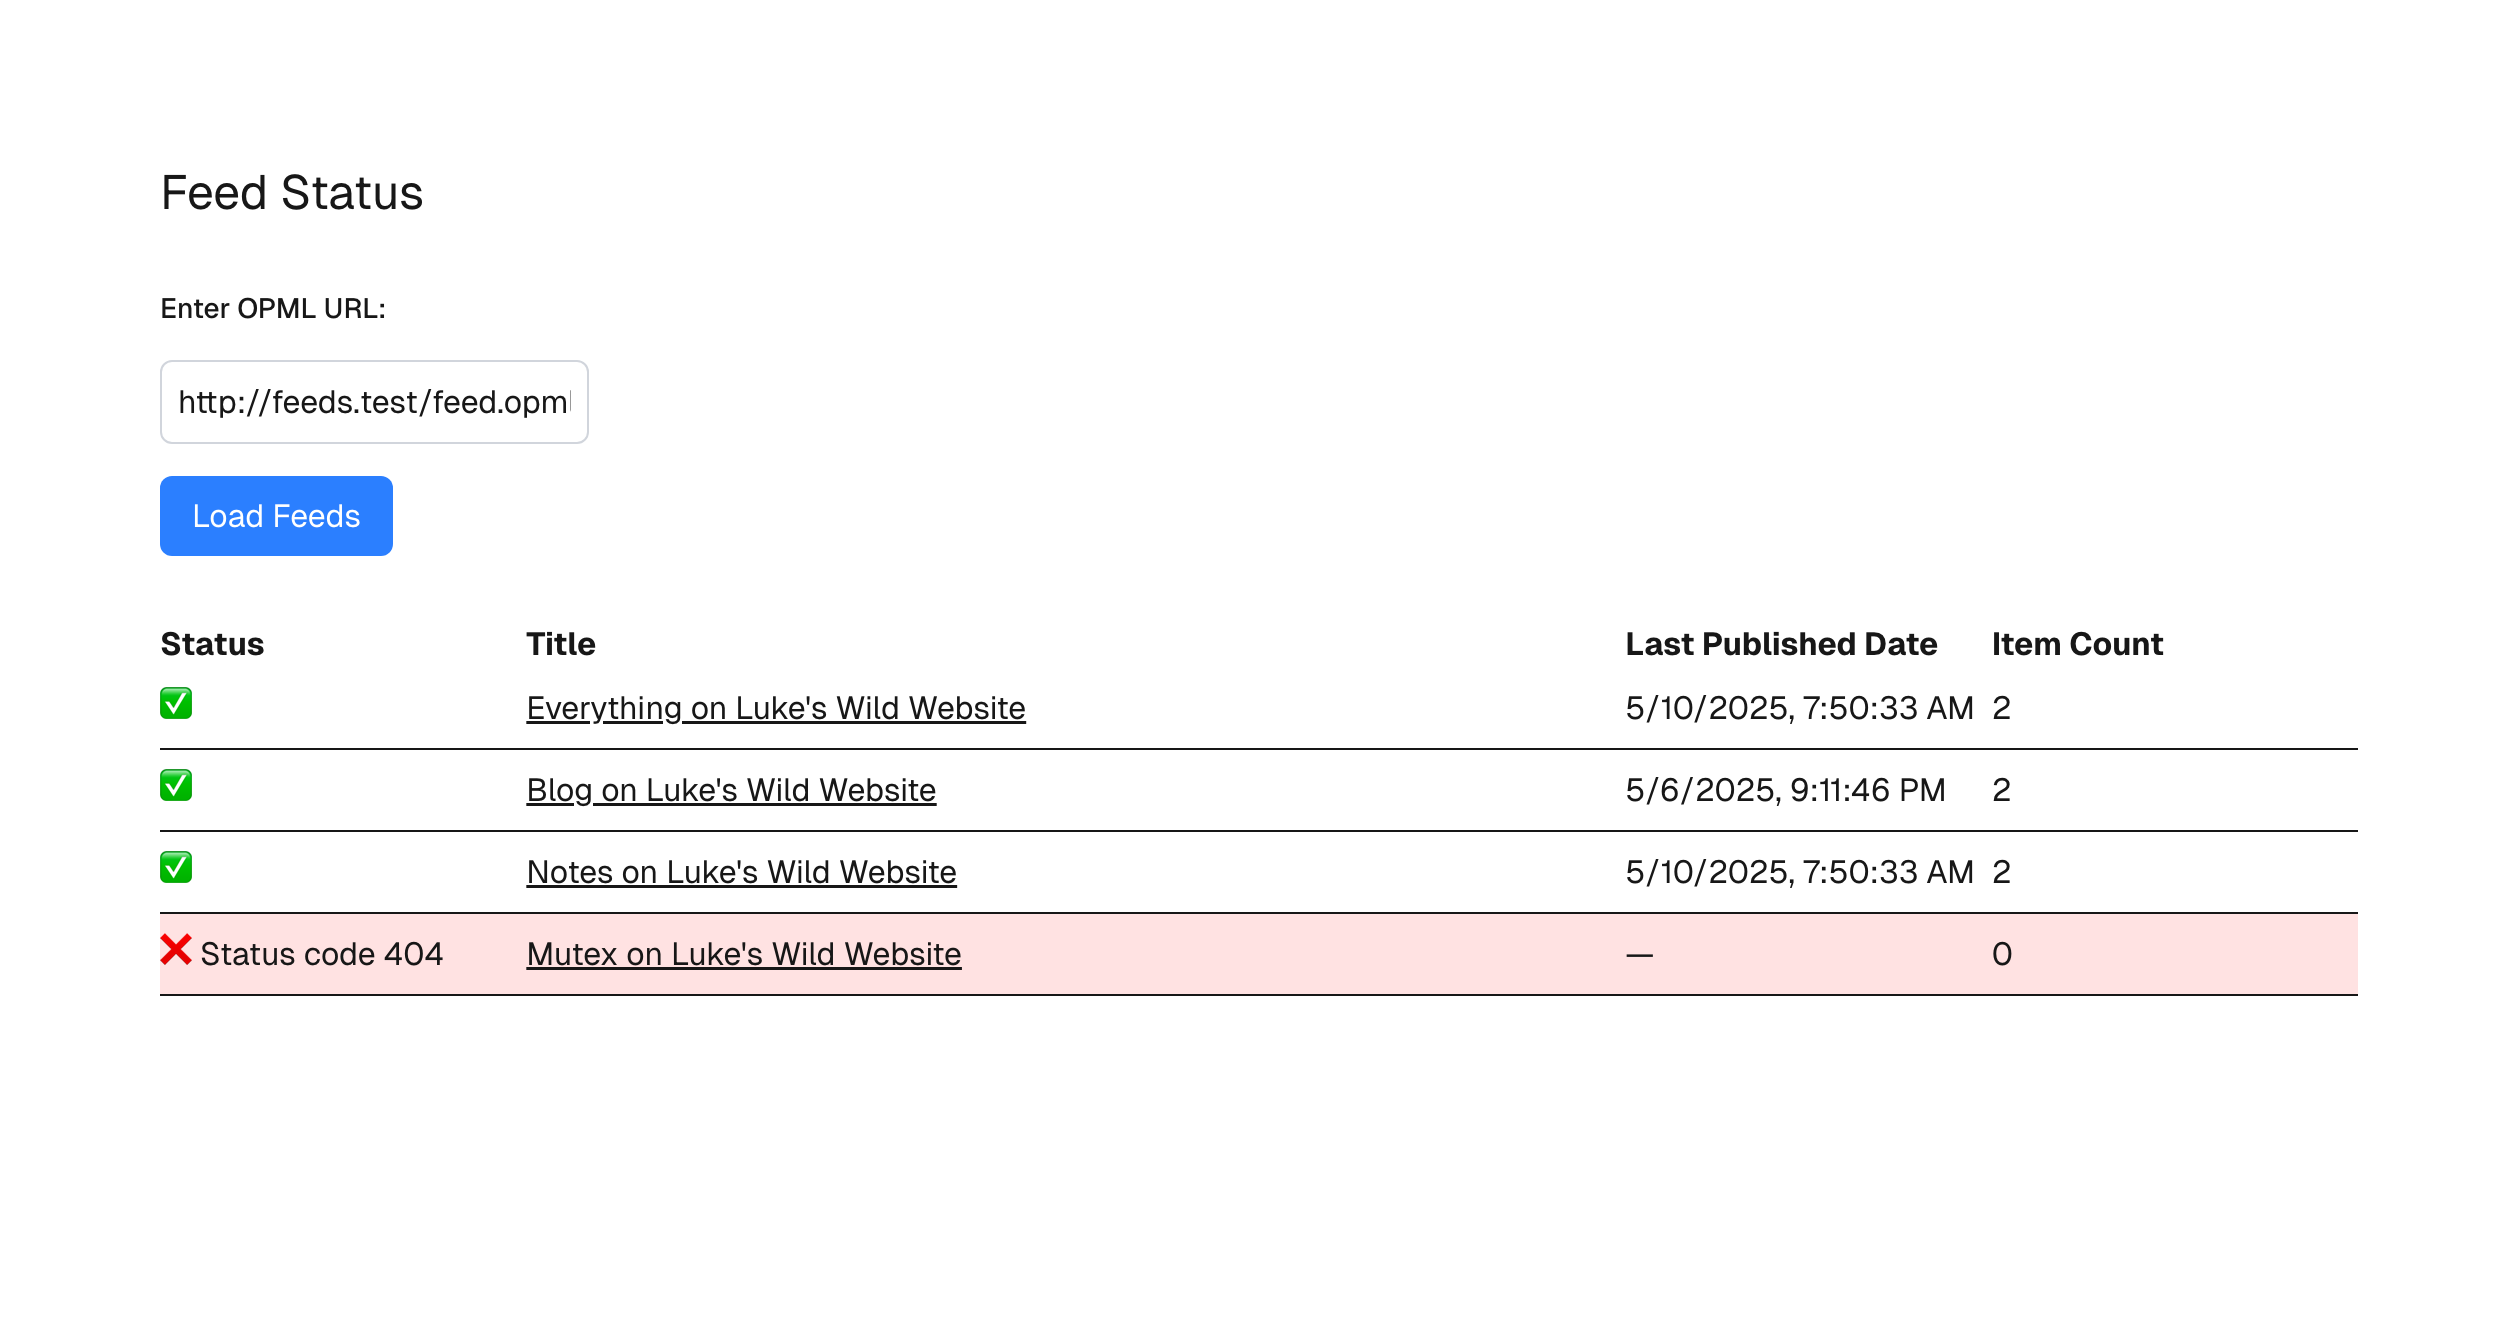 Feed Status
Enter OPML URL:
http://feeds.test/feed.opml
Load Feeds
Status Title Last Published Date Item Count
✅ Everything on Luke's Wild Website 5/10/2025, 7:50:33 AM 2
✅ Blog on Luke's Wild Website 5/6/2025, 9:11:46 PM 2
✅ Notes on Luke's Wild Website 5/10/2025, 7:50:33 AM 2
❌ Status code 404 Mutex on Luke's Wild Website — 0